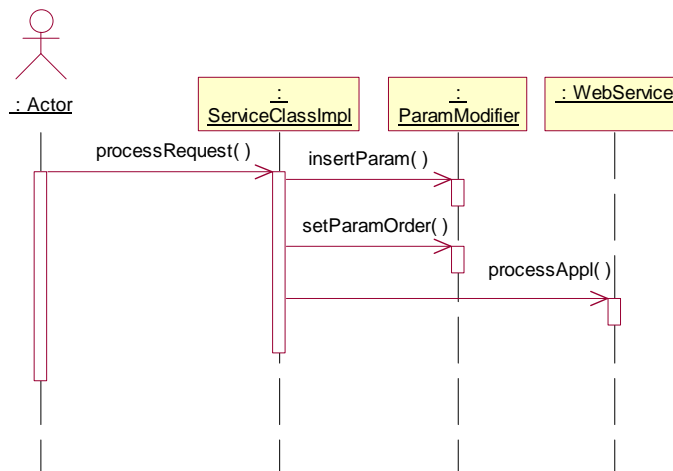 : Actor
:
ServiceClassImpl
:
ParamModifier
: WebService
processRequest( )
insertParam( )
setParamOrder( )
processAppl( )